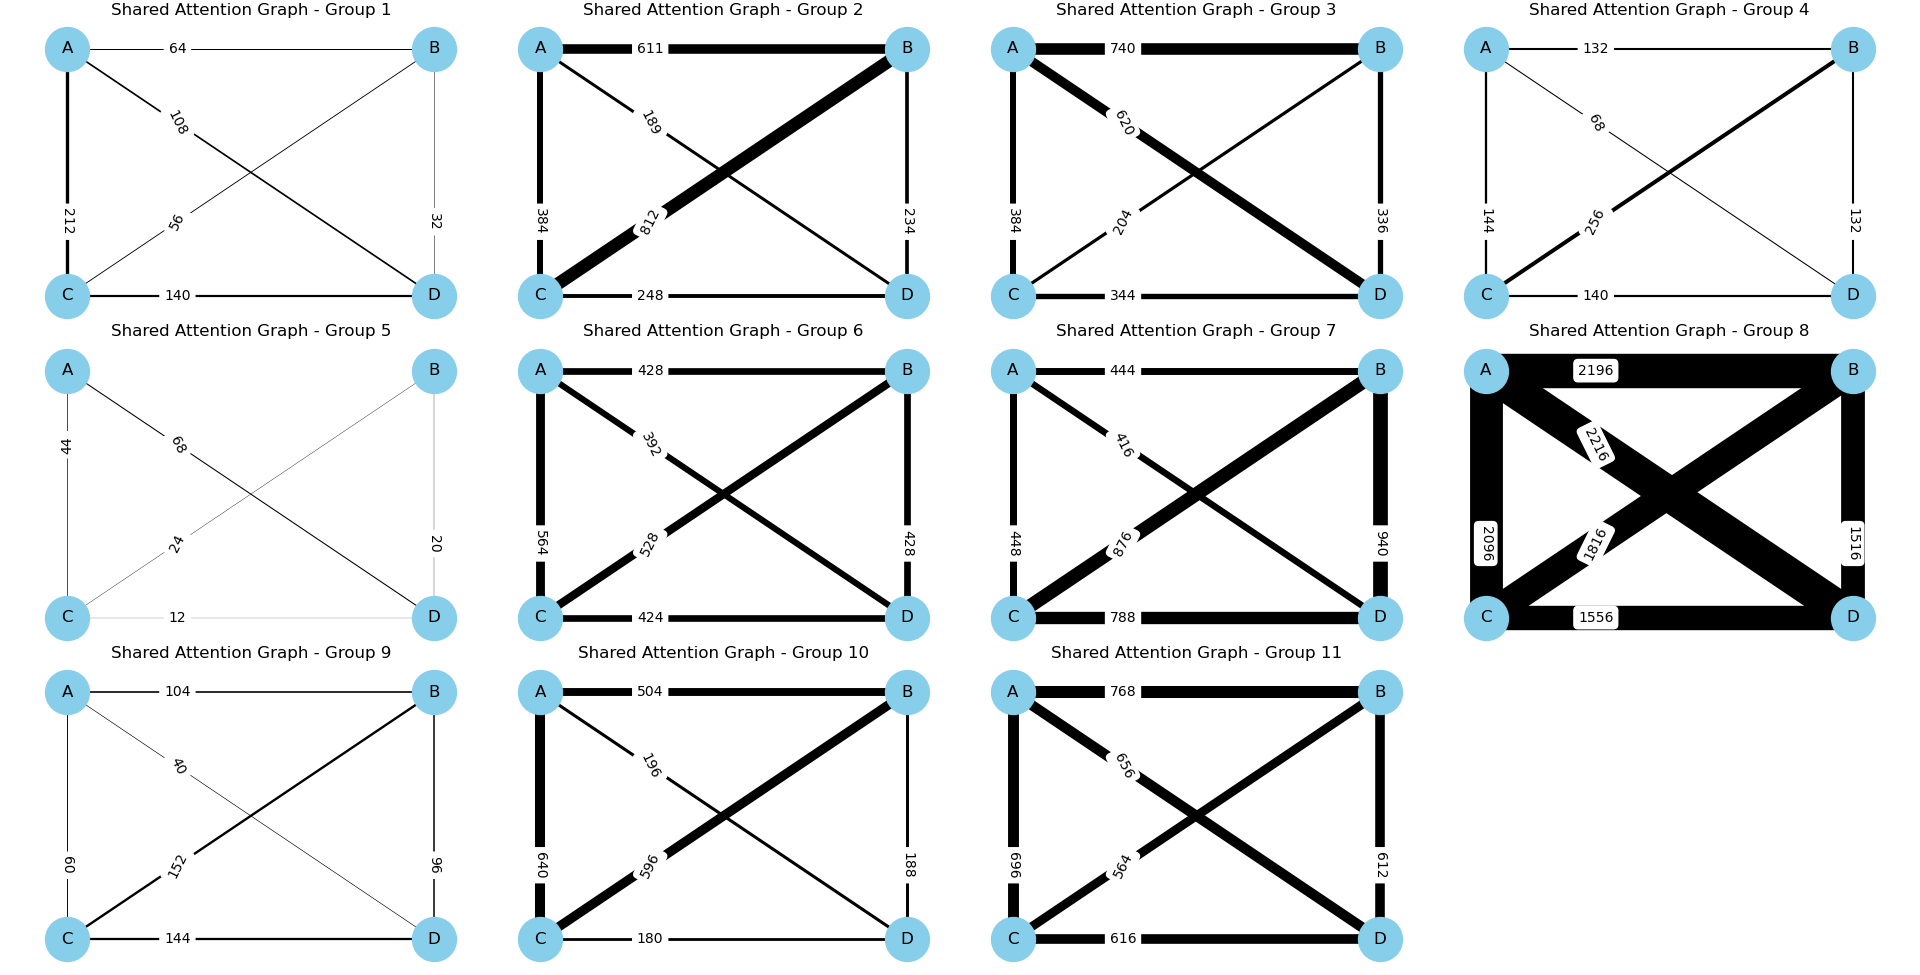 Shared Attention Graph - Group 1
A 64 B
108
212 56 32
C 140 D
Shared Attention Graph - Group 2
A 611 B
189
384 812 234
C 248 D
Shared Attention Graph - Group 3
A 740 B
620
384 204 336
C 344 D
Shared Attention Graph - Group 4
A 132 B
68
144 256 132
C 140 D
Shared Attention Graph - Group 5
A B
44 68
24 20
C 12 D
Shared Attention Graph - Group 6
A 428 B
392
564 528 428
C 424 D
Shared Attention Graph - Group 7
A 444 B
416
448 876 940
C 788 D
Shared Attention Graph - Group 8
A 2196 B
2216
2096 1816 1516
C 1556 D
Shared Attention Graph - Group 9
A 104 B
40
60 152 96
C 144 D
Shared Attention Graph - Group 10
A 504 B
196
640 596 188
C 180 D
Shared Attention Graph - Group 11
A 768 B
656
696 564 612
C 616 D